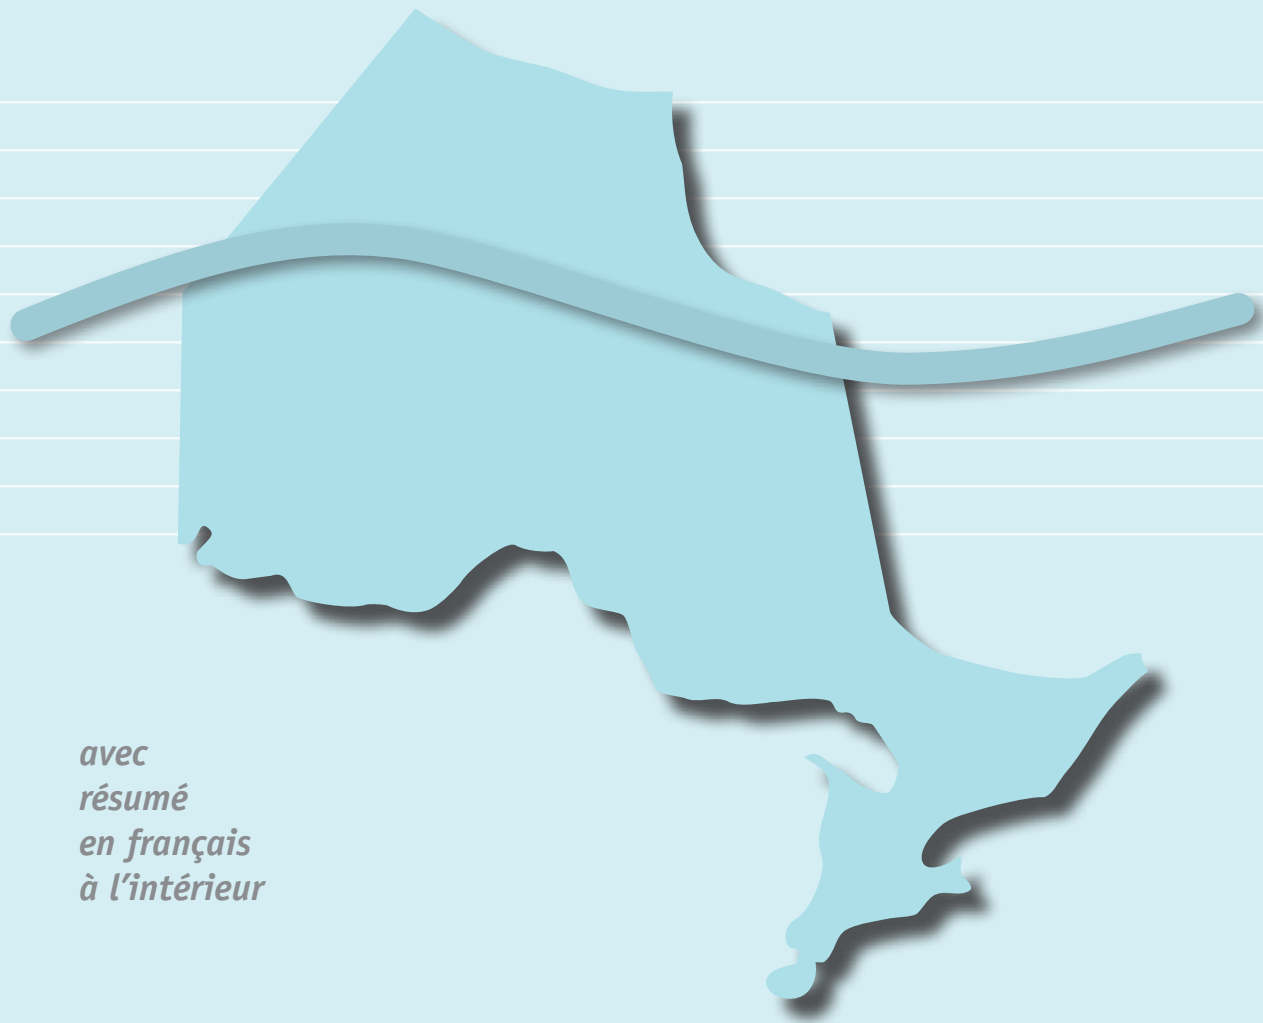 avec
résumé
en français
à l’intérieur